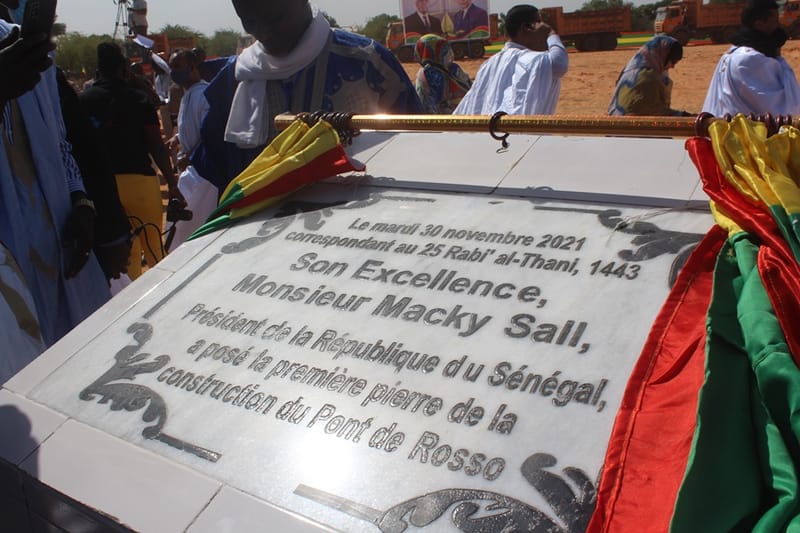 Le mardi 30 novembre 2021
correspondant au 25 Rabi' al-Thani, 1443
Son Excellence,
Monsieur Macky Sall,
Président de la République du Sénégal,
a posé la première pierre de la
construction du Pont de Rosso